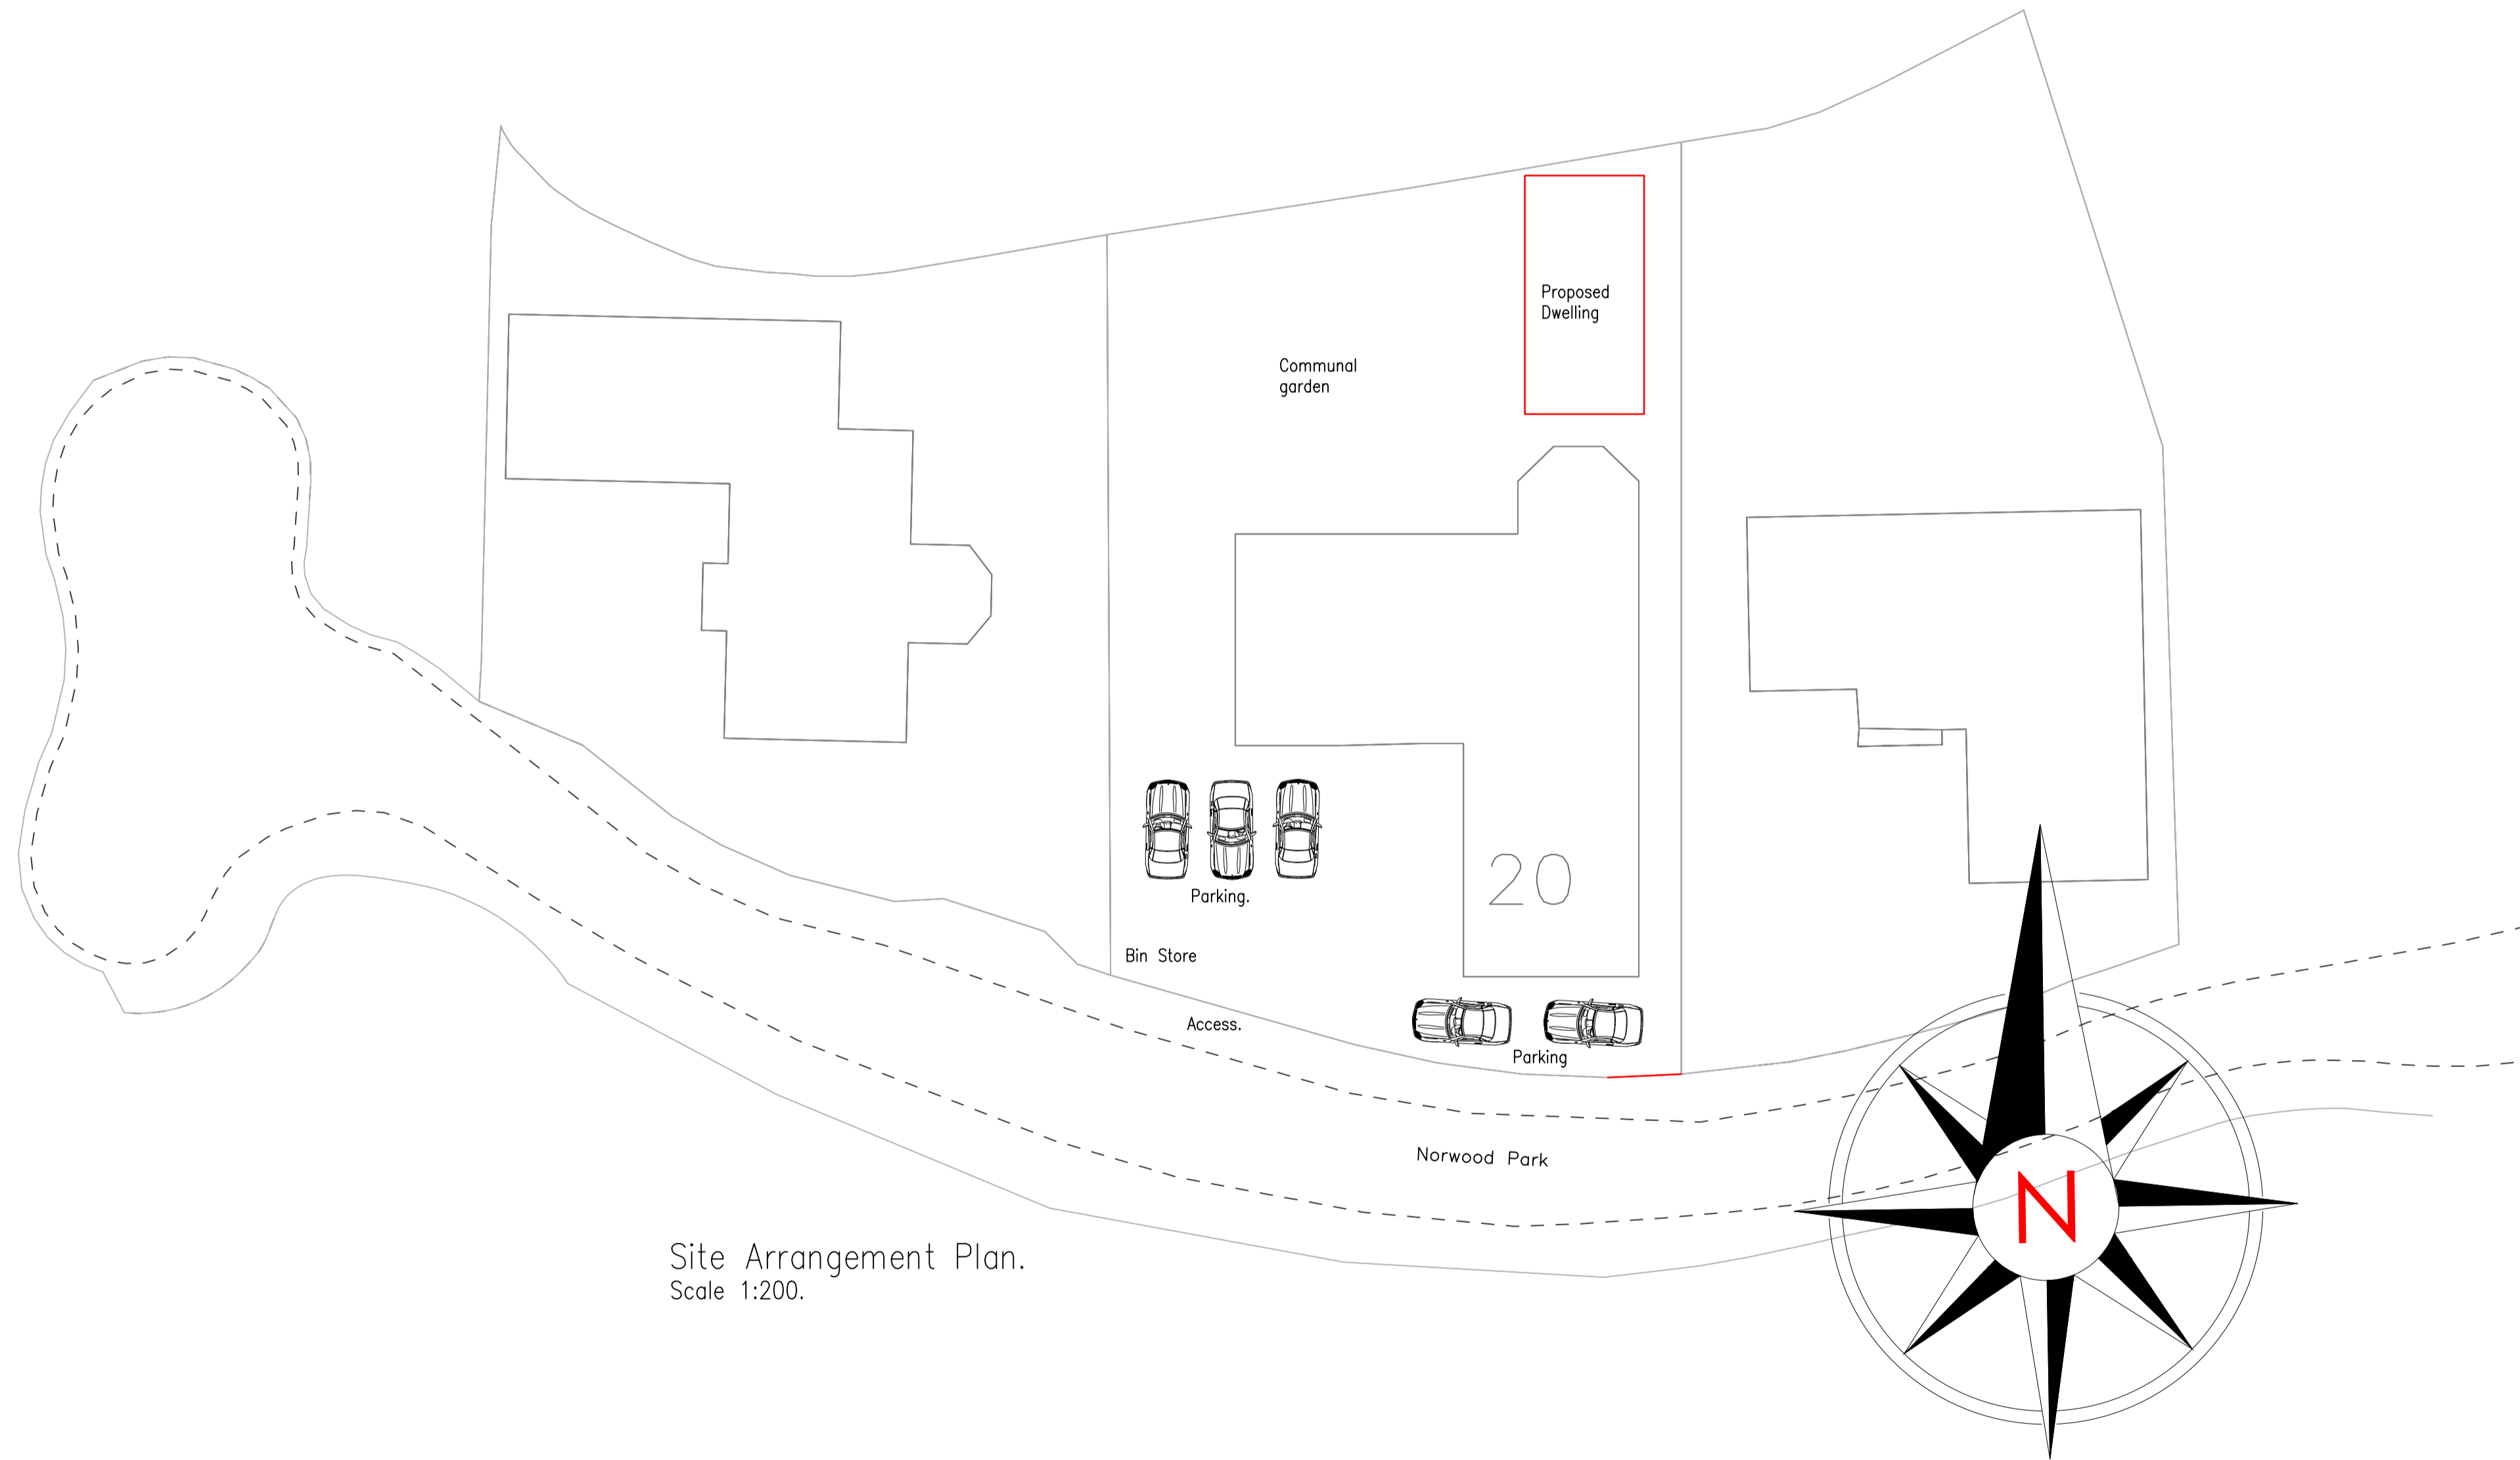 Proposed
Dwelling
Communal
garden
20
Parking.
Bin Store
Access.
Parking
Norwood Park
N
Site Arrangement Plan.
Scale 1:200.